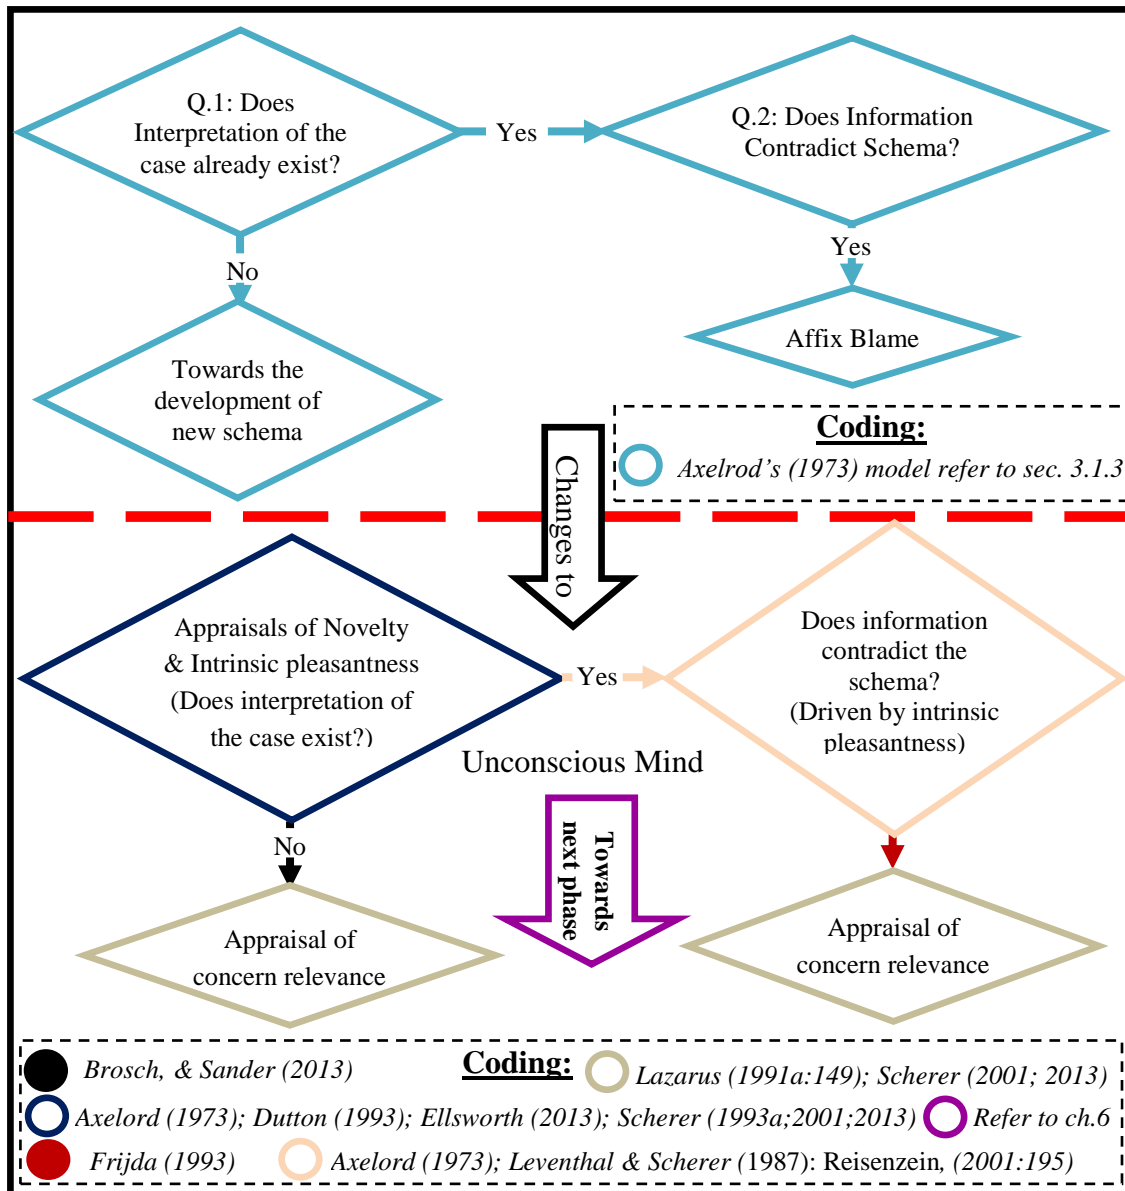 Q.1: Does
Interpretation of the
case already exist?
Yes
Q.2: Does Information
Contradict Schema?
No
Yes
Towards the
development of
new schema
Affix Blame
Coding:
Axelrod's (1973) model refer to sec. 3.1.3
Changes to
Appraisals of Novelty
& Intrinsic pleasantness
(Does interpretation of
the case exist?)
Yes
Does information
contradict the
schema?
(Driven by intrinsic
pleasantness)
Unconscious Mind
No
Towards
next phase
Appraisal of
concern relevance
Appraisal of
concern relevance
Coding:
Brosch, & Sander (2013)
Lazarus (1991a:149); Scherer (2001; 2013)
Axelord (1973); Dutton (1993); Ellsworth (2013); Scherer (1993a;2001;2013)
Refer to ch.6
Frijda (1993)
Axelord (1973); Leventhal & Scherer (1987): Reisenzein, (2001:195)